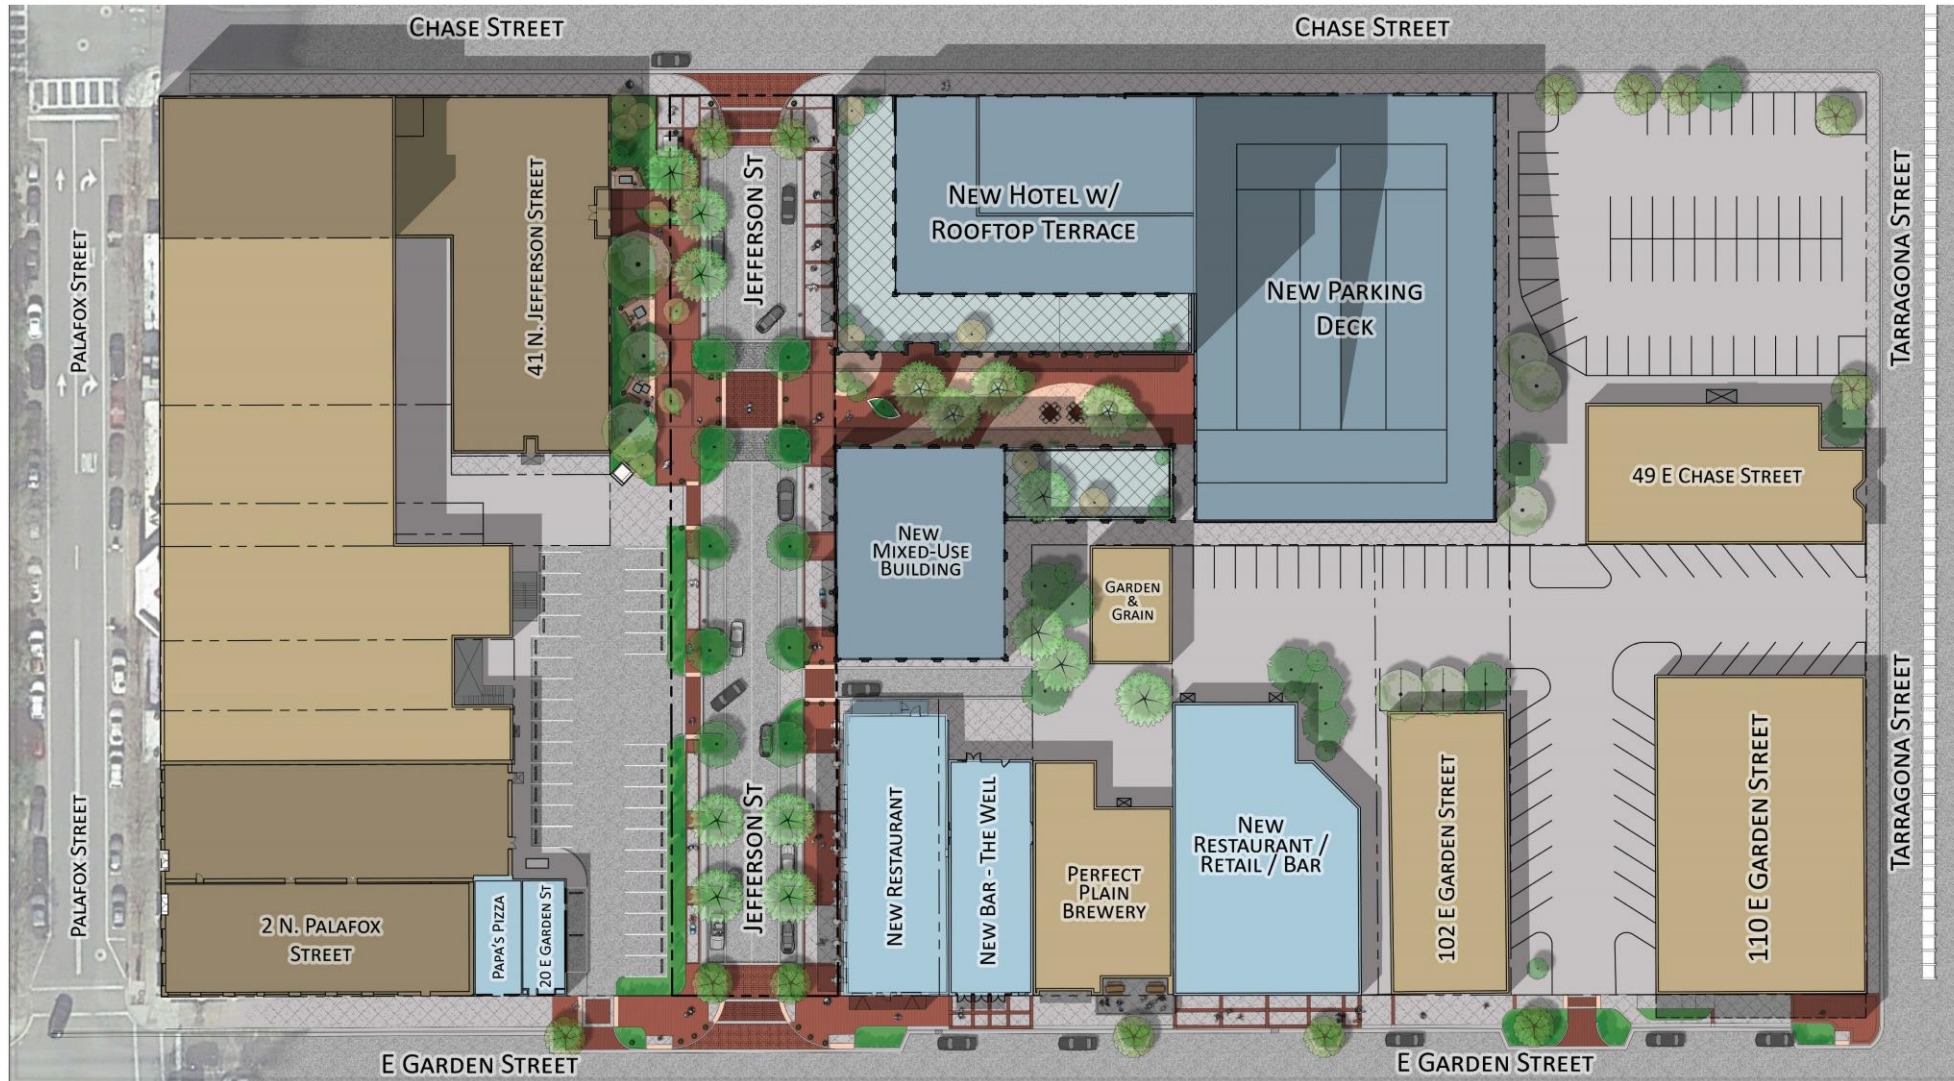 CHASE STREET
CHASE STREET
PALAFOX STREET
41 N. JEFFERSON STREET
JEFFERSON ST
NEW HOTEL W/
ROOFTOP TERRACE
NEW PARKING
DECK
TARRAGONA STREET
49 E CHASE STREET
NEW
MIXED-USE
BUILDING
GARDEN
&
GRAIN
PALAFOX STREET
2 N. PALAFOX
STREET
PAPA'S PIZZA
20 E GARDEN ST
JEFFERSON ST
NEW RESTAURANT
NEW BAR - THE WELL
PERFECT
PLAIN
BREWERY
NEW
RESTAURANT /
RETAIL / BAR
102 E GARDEN STREET
110 E GARDEN STREET
TARRAGONA STREET
E GARDEN STREET
E GARDEN STREET